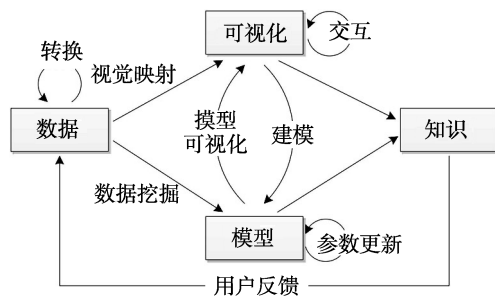 可视化
交互
转换
视觉映射
数据
摸型
可视化
建模
知识
数据挖掘
模型
参数更新
用户反馈